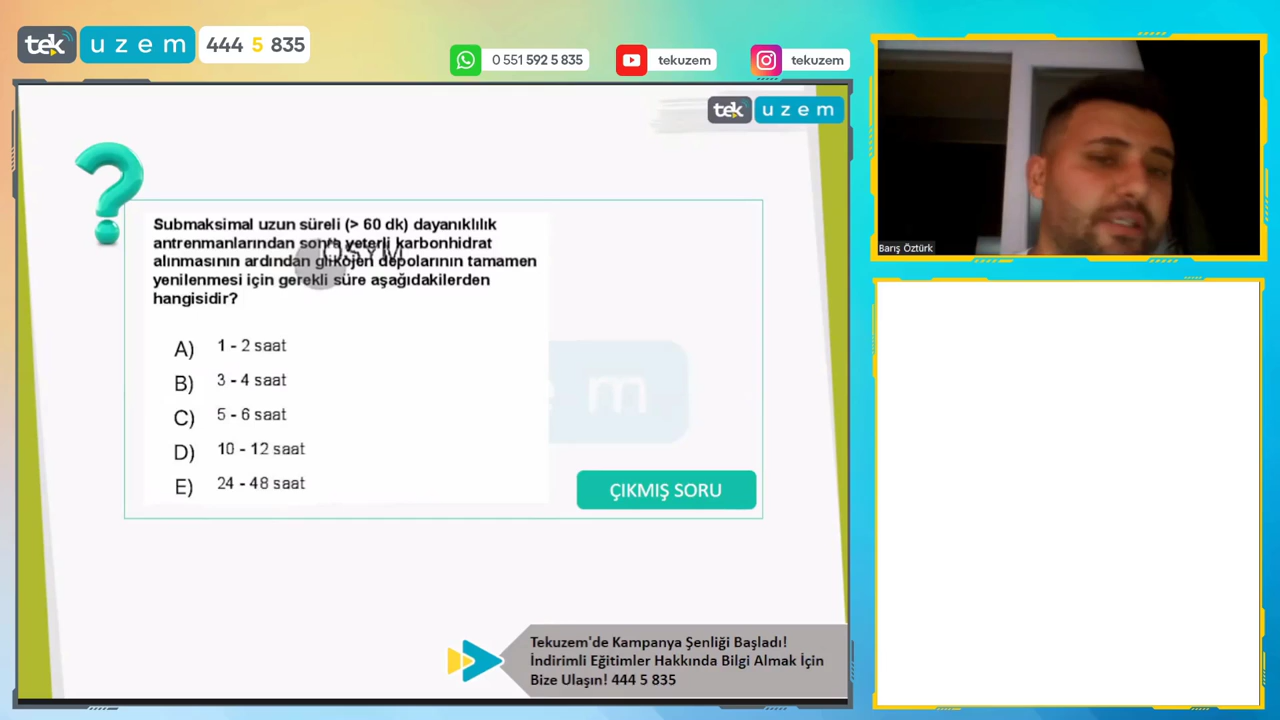 tek uzem 444 5 835
0 551 592 5 835
tekuzem
tekuzem
tek uzem
?
Submaksimal uzun süreli (> 60 dk) dayanıklılık
antrenmanlarından sonra yeterli karbonhidrat
alınmasının ardından glikojen depolarının tamamen
yenilenmesi için gerekli süre aşağıdakilerden
hangisidir?
ÖSYM
A) 1 - 2 saat
B) 3 - 4 saat
C) 5 - 6 saat
D) 10 - 12 saat
E) 24 - 48 saat
e m
ÇIKMIŞ SORU
Tekuzem'de Kampanya Şenliği Başladı!
İndirimli Eğitimler Hakkında Bilgi Almak İçin
Bize Ulaşın! 444 5 835
Barış Öztürk